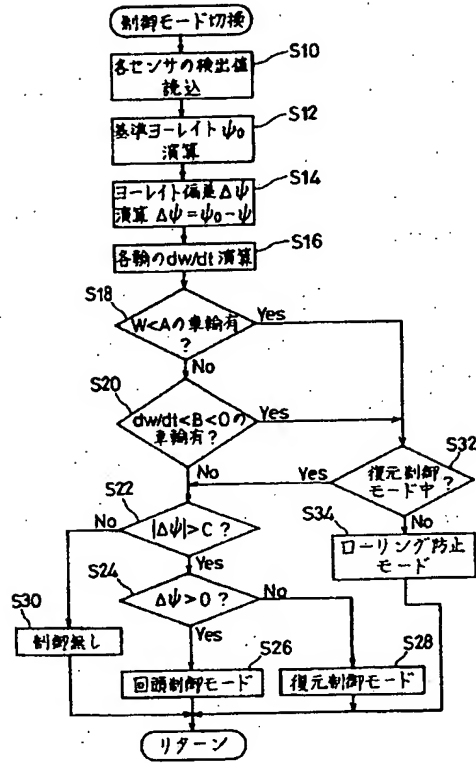 制御モード切換
S10
各センサの検出値
読込
S12
基準ヨーレイトψ₀
演算
S14
ヨーレイト偏差Δψ
演算 Δψ=ψ₀-ψ
S16
各輪のdw/dt演算
S18
W<Aの車輪有
?
Yes
No
S20
dw/dt<B<0の
車輪有?
Yes
No
S32
復元制御
モード中?
Yes
No
S22
|Δψ|>C?
No
Yes
S34
ローリング防止
モード
S24
Δψ>0?
No
Yes
S30
制御無し
S26
回頭制御モード
S28
復元制御モード
リターン